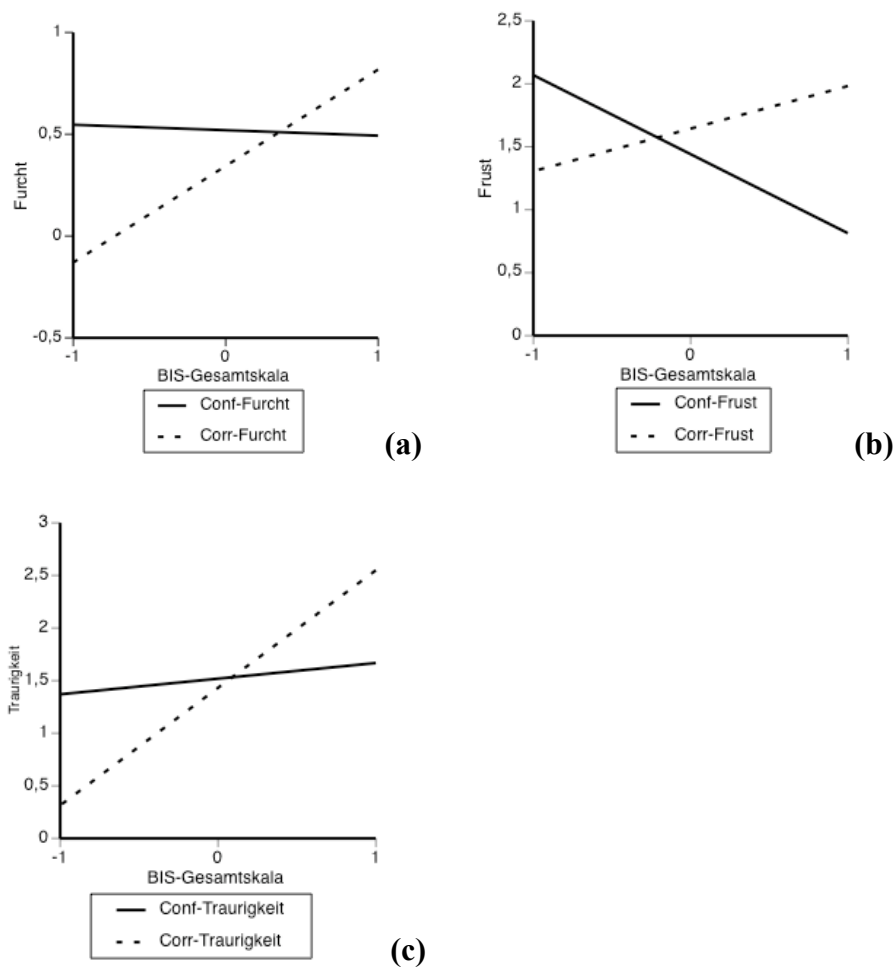 1
0,5
0
-0,5
Furcht
-1
0
1
BIS-Gesamtskala
Conf-Furcht
Corr-Furcht
(a)
2,5
2
1,5
1
0,5
0
Frust
-1
0
1
BIS-Gesamtskala
Conf-Frust
Corr-Frust
(b)
3
2,5
2
1,5
1
0,5
0
Traurigkeit
-1
0
1
BIS-Gesamtskala
Conf-Traurigkeit
Corr-Traurigkeit
(c)